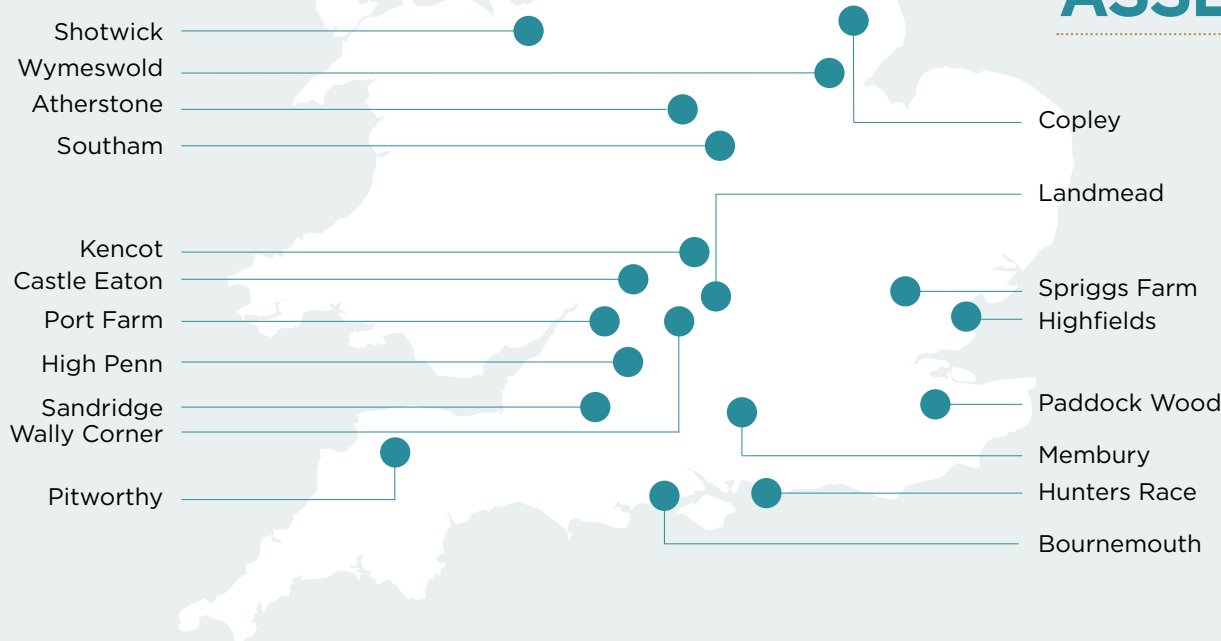 Shotwick
Wymeswold
Atherstone
Southam
Kencot
Castle Eaton
Port Farm
High Penn
Sandridge
Wally Corner
Pitworthy
Copley
Landmead
Spriggs Farm
Highfields
Paddock Wood
Membury
Hunters Race
Bournemouth